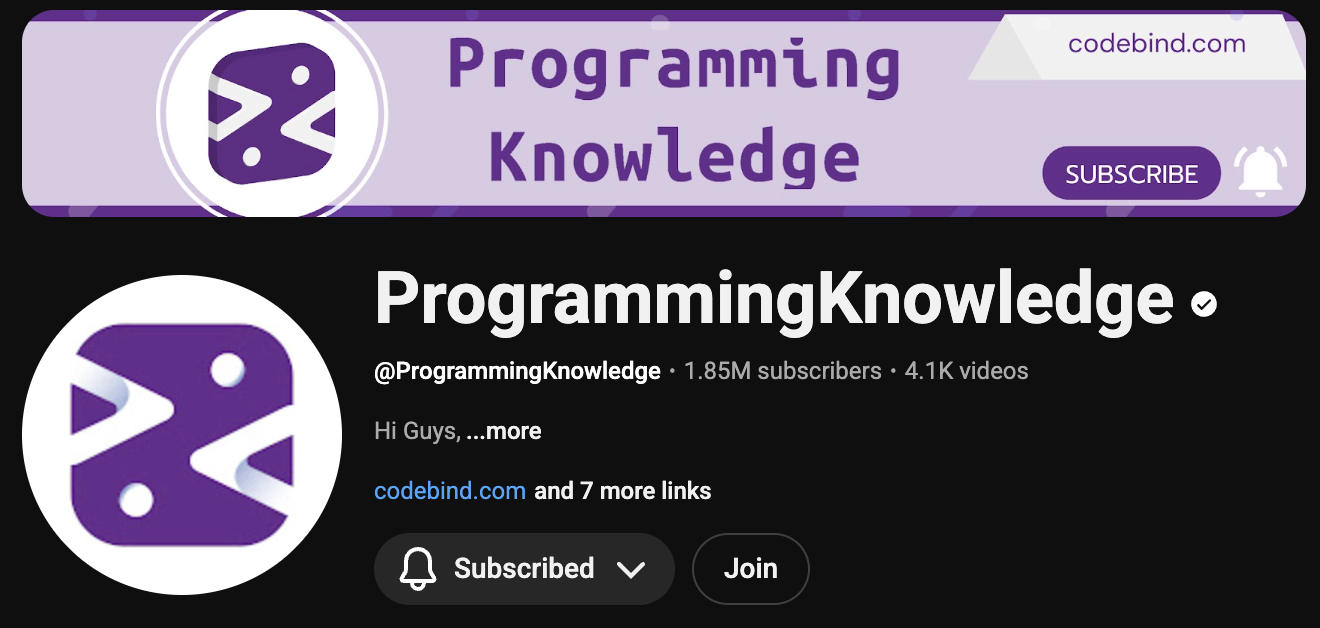 Programming
Knowledge
codebind.com
SUBSCRIBE
ProgrammingKnowledge
@ProgrammingKnowledge · 1.85M subscribers · 4.1K videos
Hi Guys, ...more
codebind.com and 7 more links
Subscribed
Join